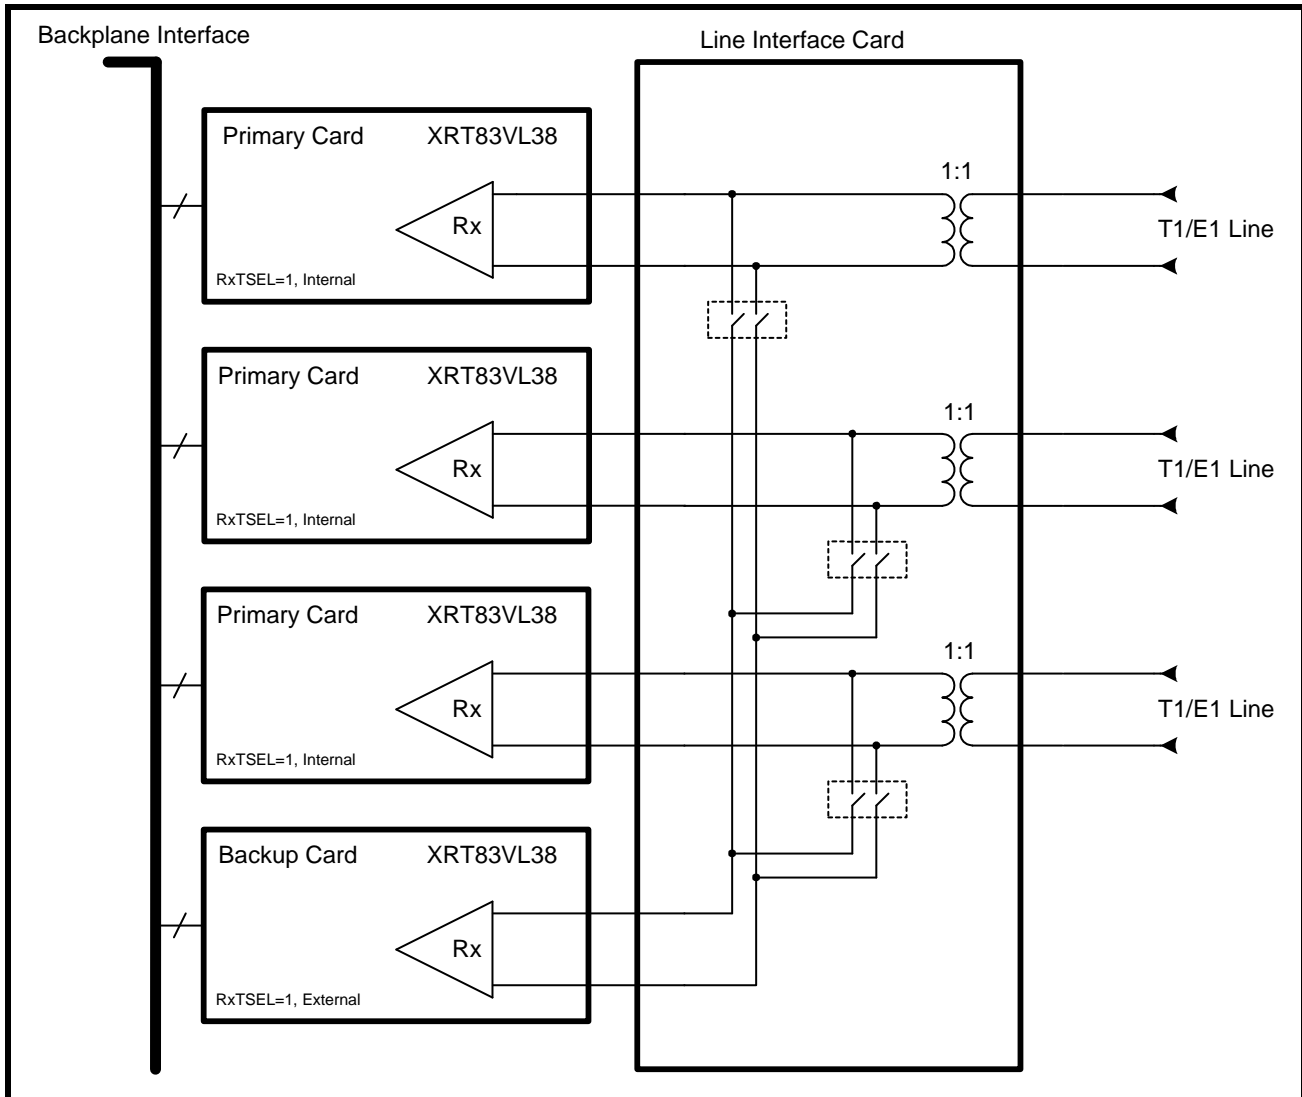 Backplane Interface
Line Interface Card
Primary Card XRT83VL38
Rx
RxTSEL=1, Internal
1:1
T1/E1 Line
Primary Card XRT83VL38
Rx
RxTSEL=1, Internal
1:1
T1/E1 Line
Primary Card XRT83VL38
Rx
RxTSEL=1, Internal
1:1
T1/E1 Line
Backup Card XRT83VL38
Rx
RxTSEL=1, External